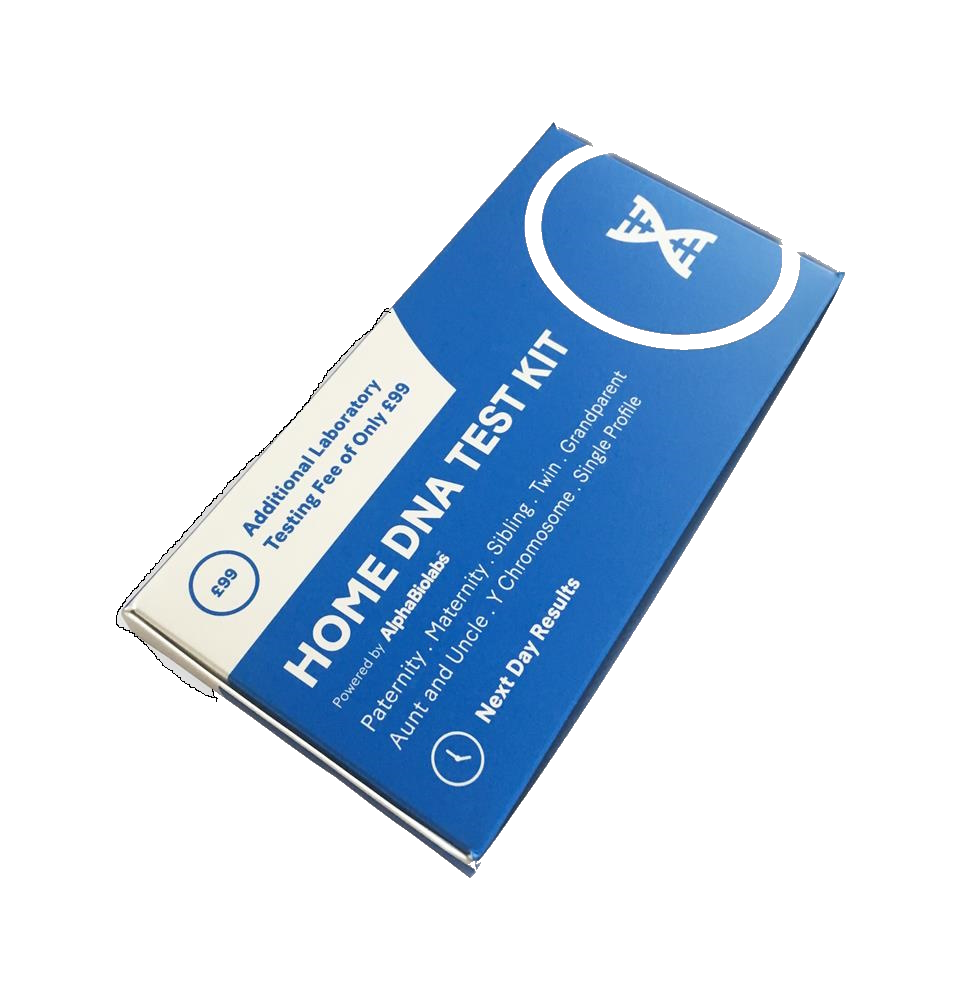 £99
Additional Laboratory
Testing Fee of Only £99
HOME DNA TEST KIT
Powered by AlphaBiolabs™
Paternity . Maternity . Sibling . Twin . Grandparent
Aunt and Uncle . Y Chromosome . Single Profile
Next Day Results